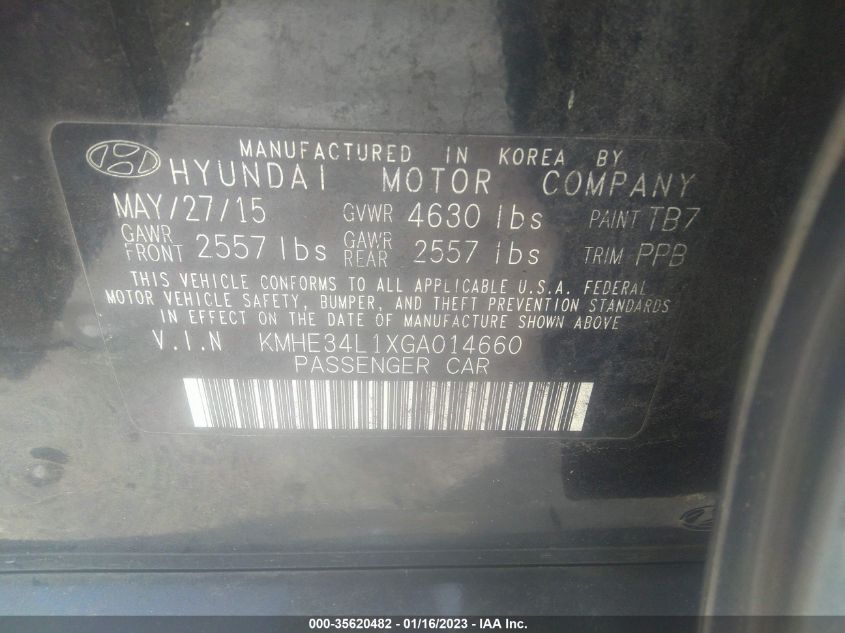 MANUFACTURED IN KOREA BY
HYUNDAI MOTOR COMPANY
MAY/27/15 GVWR 4630 lbs PAINT TB7
GAWR FRONT 2557 lbs GAWR REAR 2557 lbs TRIM PPB
THIS VEHICLE CONFORMS TO ALL APPLICABLE U.S.A. FEDERAL
MOTOR VEHICLE SAFETY, BUMPER, AND THEFT PREVENTION STANDARDS
IN EFFECT ON THE DATE OF MANUFACTURE SHOWN ABOVE
V.I.N KMHE34L1XGA014660
PASSENGER CAR
000-35620482 - 01/16/2023 - IAA Inc.